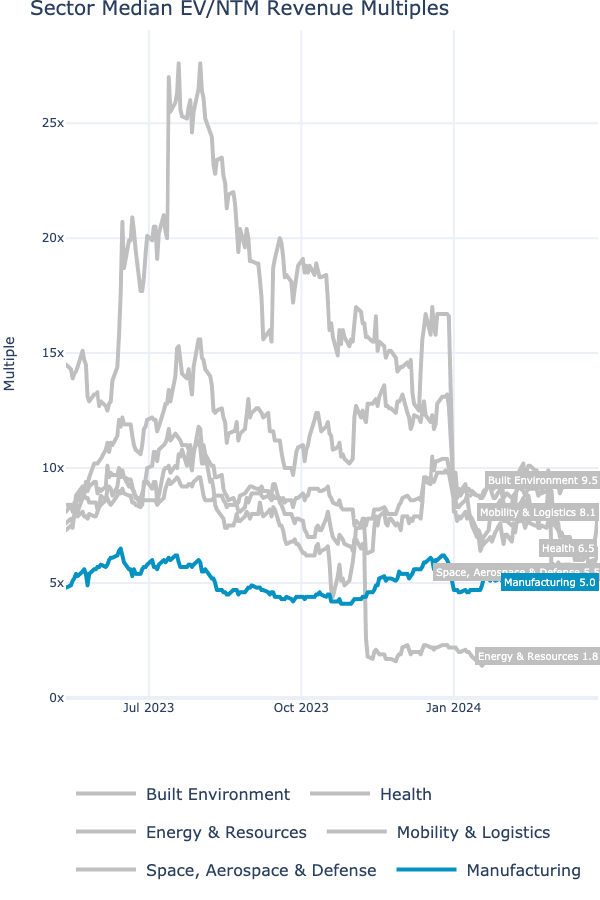 Sector Median EV/NTM Revenue Multiples
Multiple
25x
20x
15x
10x
5x
0x
Jul 2023
Oct 2023
Jan 2024
Built Environment 9.5
Mobility & Logistics 8.1
Health 6.5
Space, Aerospace & Defense 5.5
Manufacturing 5.0
Energy & Resources 1.8
Built Environment
Health
Energy & Resources
Mobility & Logistics
Space, Aerospace & Defense
Manufacturing